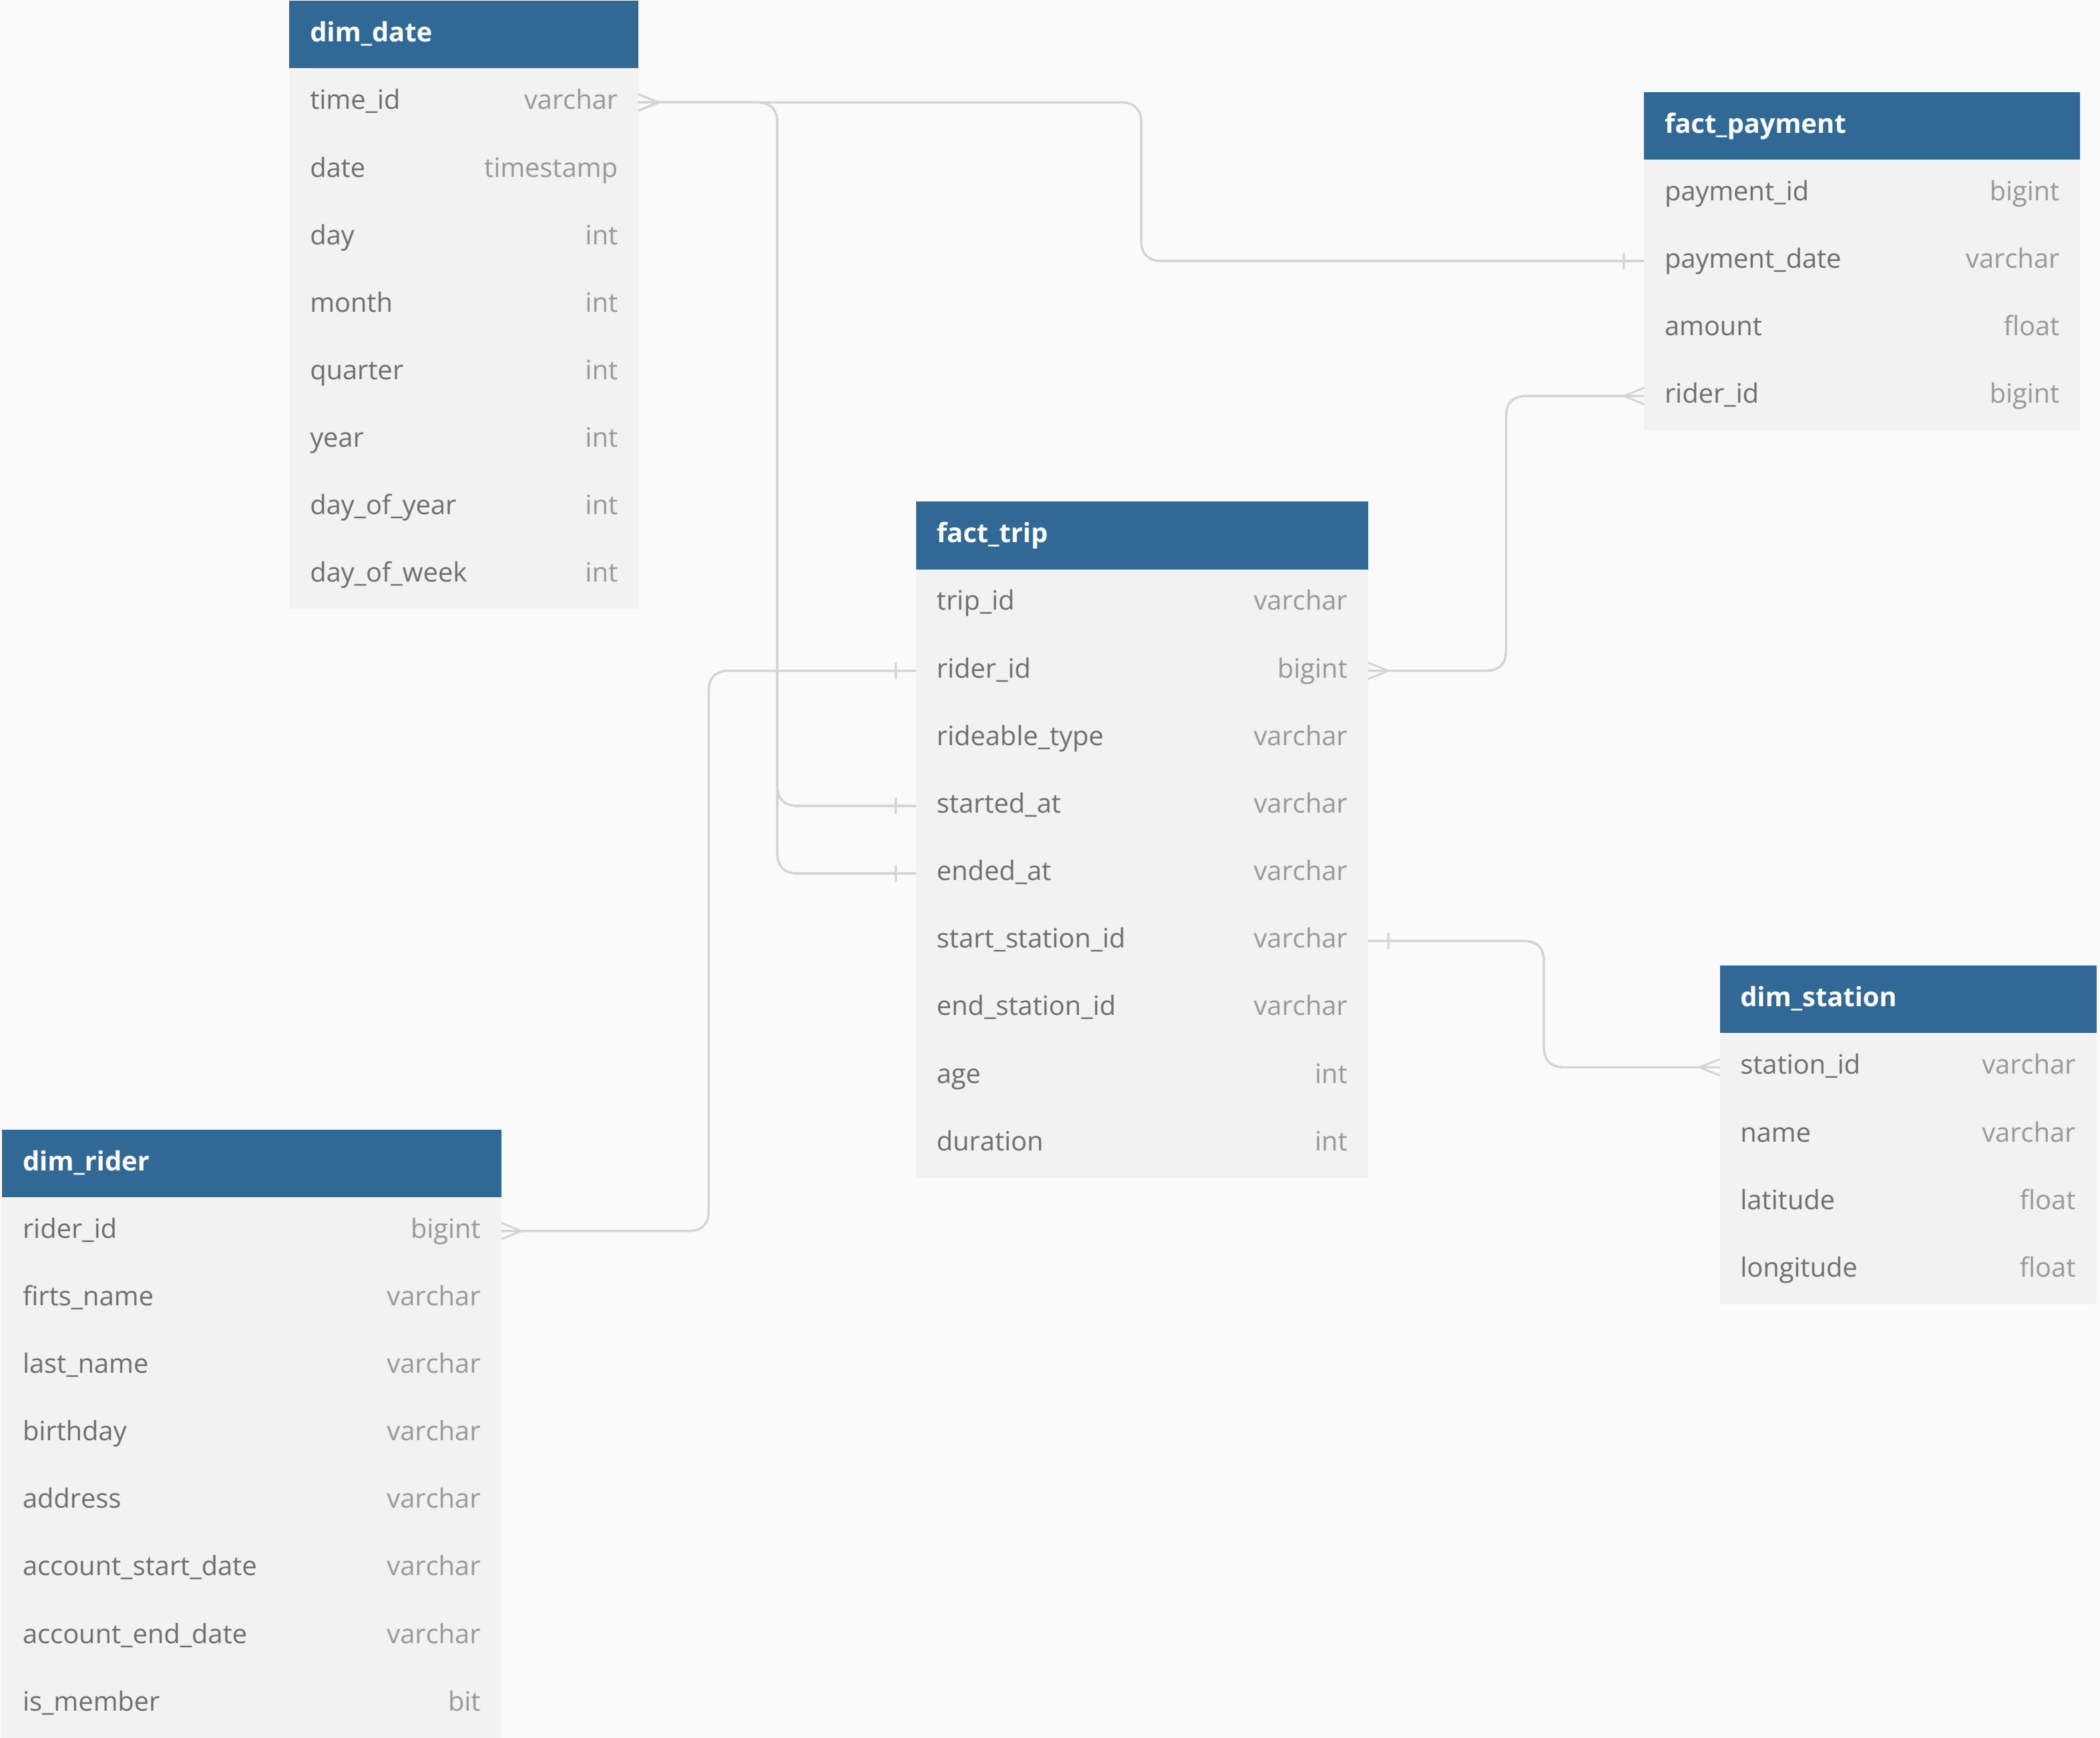 dim_date
time_id varchar
date timestamp
day int
month int
quarter int
year int
day_of_year int
day_of_week int
fact_payment
payment_id bigint
payment_date varchar
amount float
rider_id bigint
fact_trip
trip_id varchar
rider_id bigint
rideable_type varchar
started_at varchar
ended_at varchar
start_station_id varchar
end_station_id varchar
age int
duration int
dim_station
station_id varchar
name varchar
latitude float
longitude float
dim_rider
rider_id bigint
firts_name varchar
last_name varchar
birthday varchar
address varchar
account_start_date varchar
account_end_date varchar
is_member bit